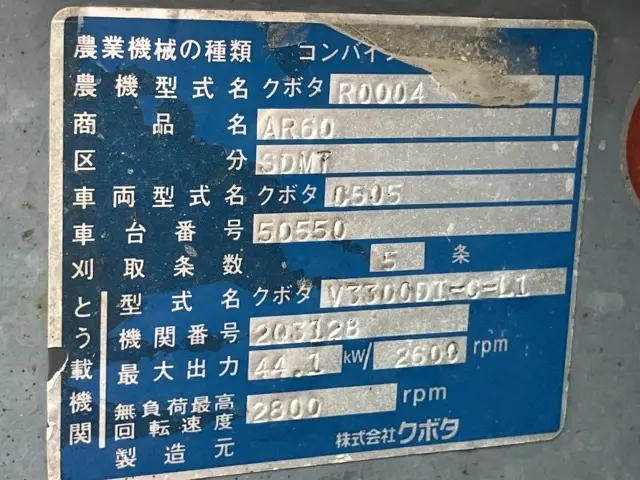 農業機械の種類 コンバイン
農機型式名 クボタ R0004
商品名 AR60
区分 SDMT
車両型式名 クボタ C505
車台番号 50550
刈取条数 5 条
とう載機関
型式名 クボタ V3300DI-C-L1
機関番号 203128
最大出力 44.1 kW/ 2600 rpm
無負荷最高回転速度 2800 rpm
製造元 株式会社クボタ